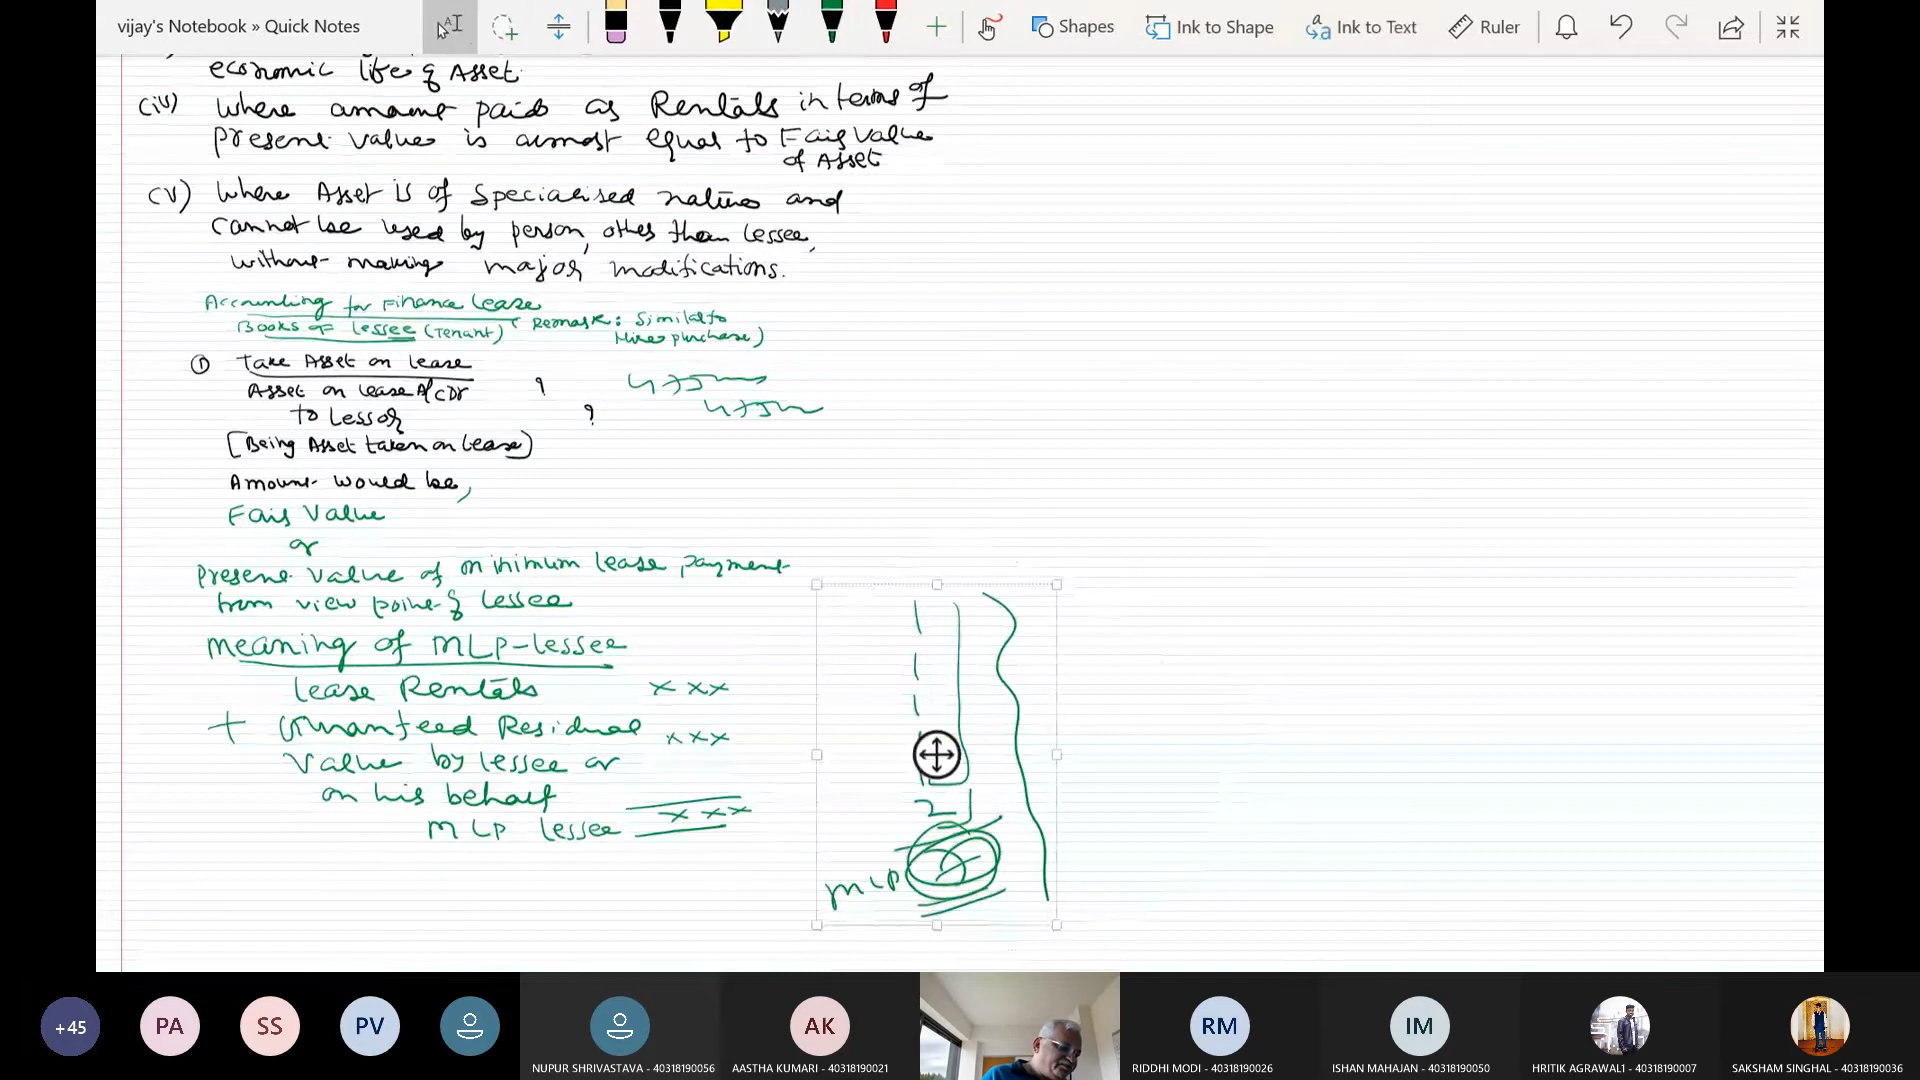 vijay's Notebook » Quick Notes
Shapes
Ink to Shape
Ink to Text
Ruler
economic life of Asset
(iv) Where amount paid as Rentals in terms of
Present Value is almost equal to Fair Value
of Asset
(v) Where Asset is of Specialised nature and
cannot be used by person, other than lessee,
without making major modifications.
Accounting for Finance Lease
Books of lessee (Tenant) (Remark: Similar to
Hire purchase)
① Take Asset on Lease
Asset on lease A/c Dr ?
To Lessor ?
[Being Asset taken on lease)
Amount would be,
Fair Value
or
Present Value of minimum lease payment
from view point of lessee
Meaning of MLP-lessee
Lease Rentals xxx
+ Guaranteed Residual xxx
Value by lessee or
on his behalf
MLP lessee xxx
1
1
1
2
MLP
+45
PA
SS
PV
AK
RM
IM
NUPUR SHRIVASTAVA - 40318190056
AASTHA KUMARI - 40318190021
RIDDHI MODI - 40318190026
ISHAN MAHAJAN - 40318190050
HRITIK AGRAWAL1 - 40318190007
SAKSHAM SINGHAL - 40318190036